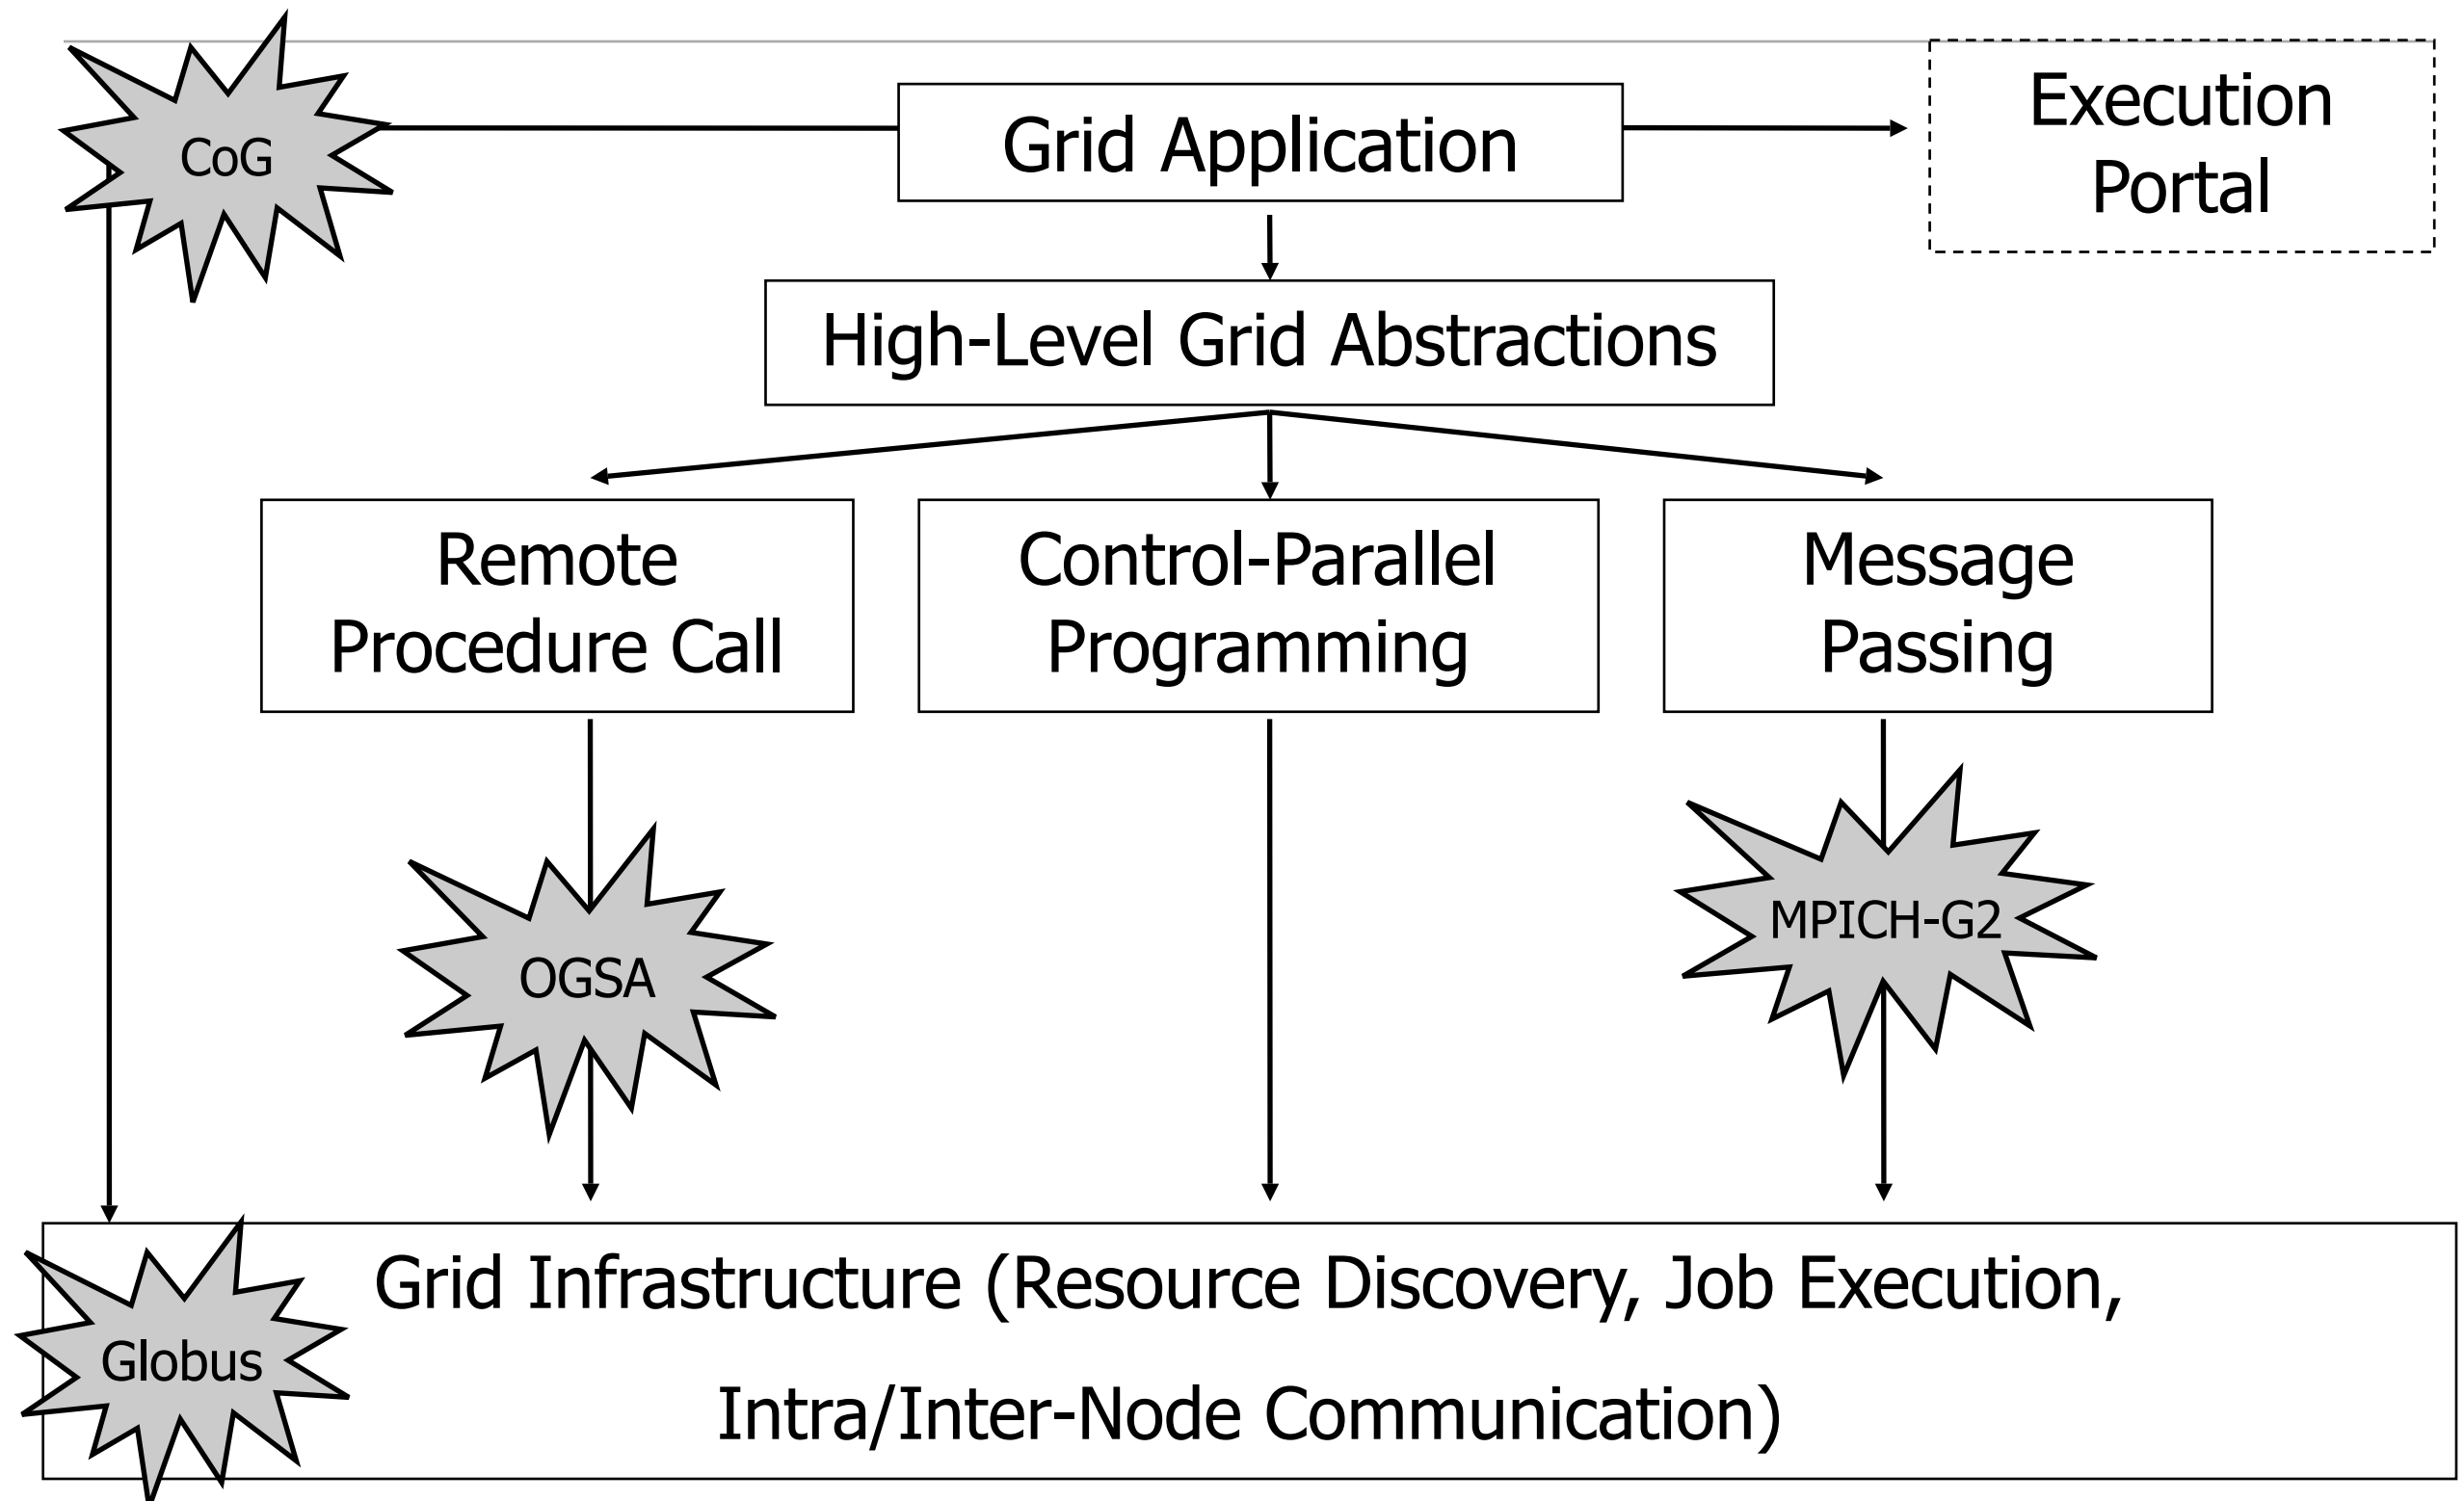 CoG
Grid Application
Execution
Portal
High-Level Grid Abstractions
Remote
Procedure Call
Control-Parallel
Programming
Message
Passing
OGSA
MPICH-G2
Globus
Grid Infrastructure (Resource Discovery, Job Execution,
Intra/Inter-Node Communication)